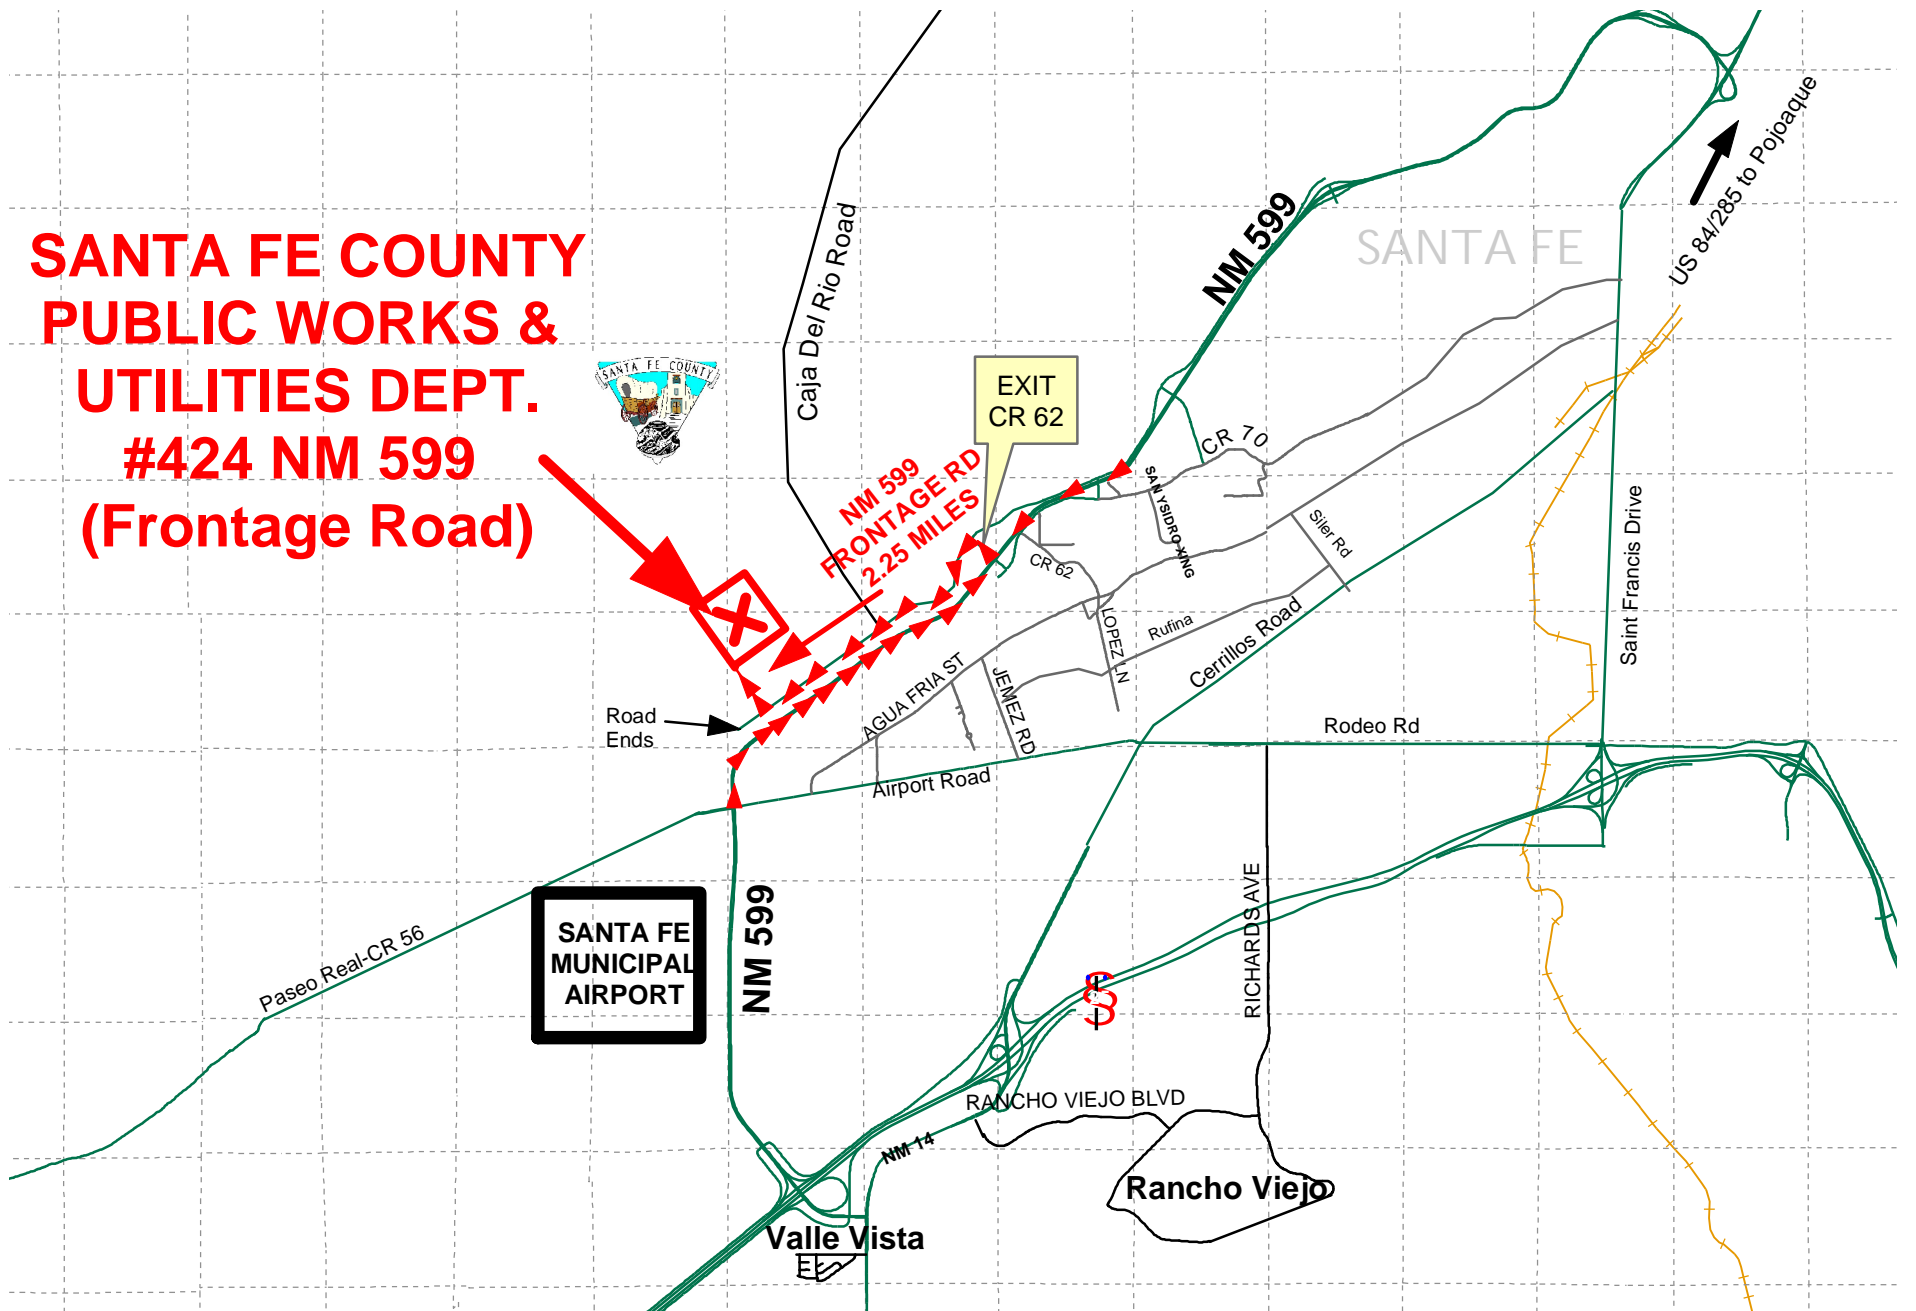 SANTA FE COUNTY
PUBLIC WORKS &
UTILITIES DEPT.
#424 NM 599
(Frontage Road)
SANTA FE COUNTY
Caja Del Rio Road
EXIT
CR 62
NM 599
FRONTAGE RD
2.25 MILES
NM 599
SANTA FE
US 84/285 to Pojoaque
CR 70
SAN YSIDRO XING
Siler Rd
CR 62
LOPEZ LN
Rufina
Cerrillos Road
Saint Francis Drive
AGUA FRIA ST
JEMEZ RD
Road
Ends
Airport Road
Rodeo Rd
Paseo Real-CR 56
SANTA FE
MUNICIPAL
AIRPORT
NM 599
RICHARDS AVE
RANCHO VIEJO BLVD
NM 14
Rancho Viejo
Valle Vista